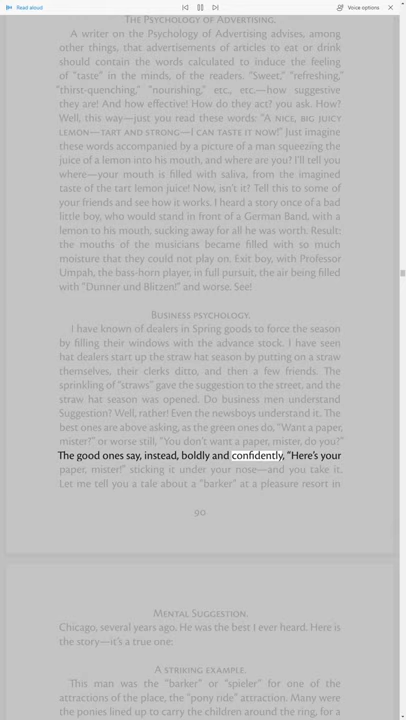 Read aloud
Voice options
THE PSYCHOLOGY OF ADVERTISING.
A writer on the Psychology of Advertising advises, among
other things, that advertisements of articles to eat or drink
should contain the words calculated to induce the feeling
of "taste" in the minds, of the readers. "Sweet," "refreshing,"
"thirst-quenching," "nourishing," etc., etc.—how suggestive
they are! And how effective! How do they act? you ask. How?
Well, this way—just you read these words: "A NICE, BIG JUICY
LEMON—TART AND STRONG—I CAN TASTE IT NOW!" Just imagine
these words accompanied by a picture of a man squeezing the
juice of a lemon into his mouth, and where are you? I'll tell you
where—your mouth is filled with saliva, from the imagined
taste of the tart lemon juice! Now, isn't it? Tell this to some of
your friends and see how it works. I heard a story once of a bad
little boy, who would stand in front of a German Band, with a
lemon to his mouth, sucking away for all he was worth. Result:
the mouths of the musicians became filled with so much
moisture that they could not play on. Exit boy, with Professor
Umpah, the bass-horn player, in full pursuit, the air being filled
with "Dunner und Blitzen!" and worse. See!
BUSINESS PSYCHOLOGY.
I have known of dealers in Spring goods to force the season
by filling their windows with the advance stock. I have seen
hat dealers start up the straw hat season by putting on a straw
themselves, their clerks ditto, and then a few friends. The
sprinkling of "straws" gave the suggestion to the street, and the
straw hat season was opened. Do business men understand
Suggestion? Well, rather! Even the newsboys understand it. The
best ones are above asking, as the green ones do, "Want a paper,
mister?" or worse still, "You don't want a paper, mister, do you?"
The good ones say, instead, boldly and confidently, "Here's your
paper, mister!" sticking it under your nose—and you take it.
Let me tell you a tale about a "barker" at a pleasure resort in
90
MENTAL SUGGESTION.
Chicago, several years ago. He was the best I ever heard. Here is
the story—it's a true one:
A STRIKING EXAMPLE.
This man was the "barker" or "spieler" for one of the
attractions of the place, the "pony ride" attraction. Many were
the ponies lined up to carry the children around the ring, for a